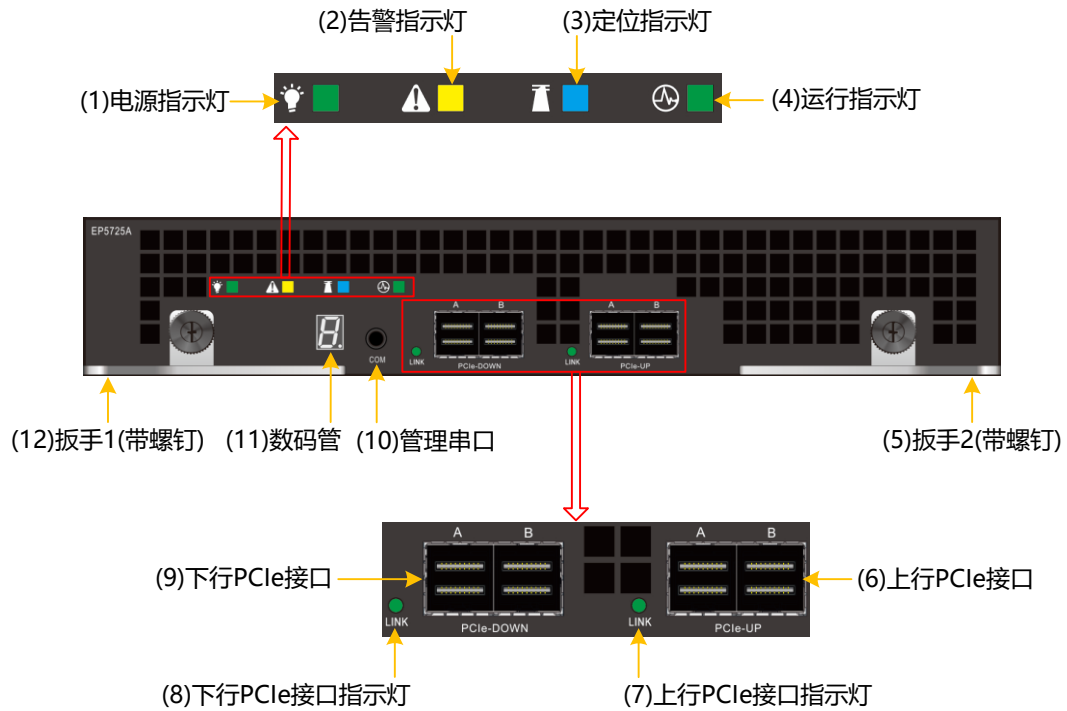 (2)告警指示灯
(3)定位指示灯
(1)电源指示灯
(4)运行指示灯
EP5725A
A B
A B
8.
COM
LINK
PCIe-DOWN
LINK
PCIe-UP
(12)扳手1(带螺钉)
(11)数码管
(10)管理串口
(5)扳手2(带螺钉)
A B
A B
(9)下行PCIe接口
(6)上行PCIe接口
LINK
PCIe-DOWN
LINK
PCIe-UP
(8)下行PCIe接口指示灯
(7)上行PCIe接口指示灯